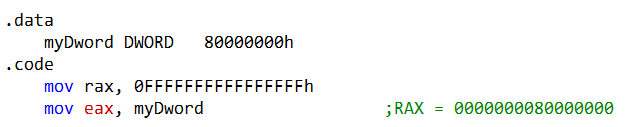 .data
myDword DWORD 80000000h
.code
mov rax, 0FFFFFFFFFFFFFFFFh
mov eax, myDword ;RAX = 0000000080000000